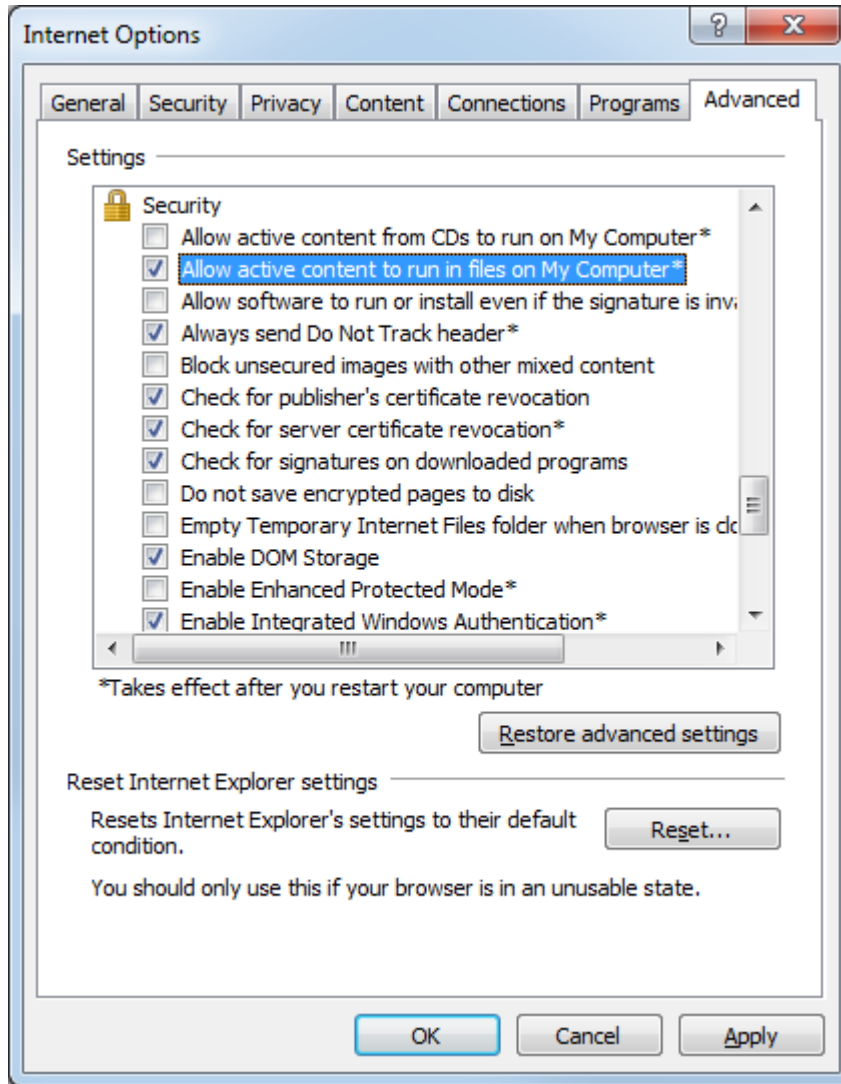 Internet Options
General Security Privacy Content Connections Programs Advanced
Settings
Security
Allow active content from CDs to run on My Computer*
Allow active content to run in files on My Computer*
Allow software to run or install even if the signature is
Always send Do Not Track header*
Block unsecured images with other mixed content
Check for publisher's certificate revocation
Check for server certificate revocation*
Check for signatures on downloaded programs
Do not save encrypted pages to disk
Empty Temporary Internet Files folder when browser is
Enable DOM Storage
Enable Enhanced Protected Mode*
Enable Integrated Windows Authentication*
*Takes effect after you restart your computer
Restore advanced settings
Reset Internet Explorer settings
Resets Internet Explorer's settings to their default
condition.
Reset...
You should only use this if your browser is in an unusable state.
OK Cancel Apply